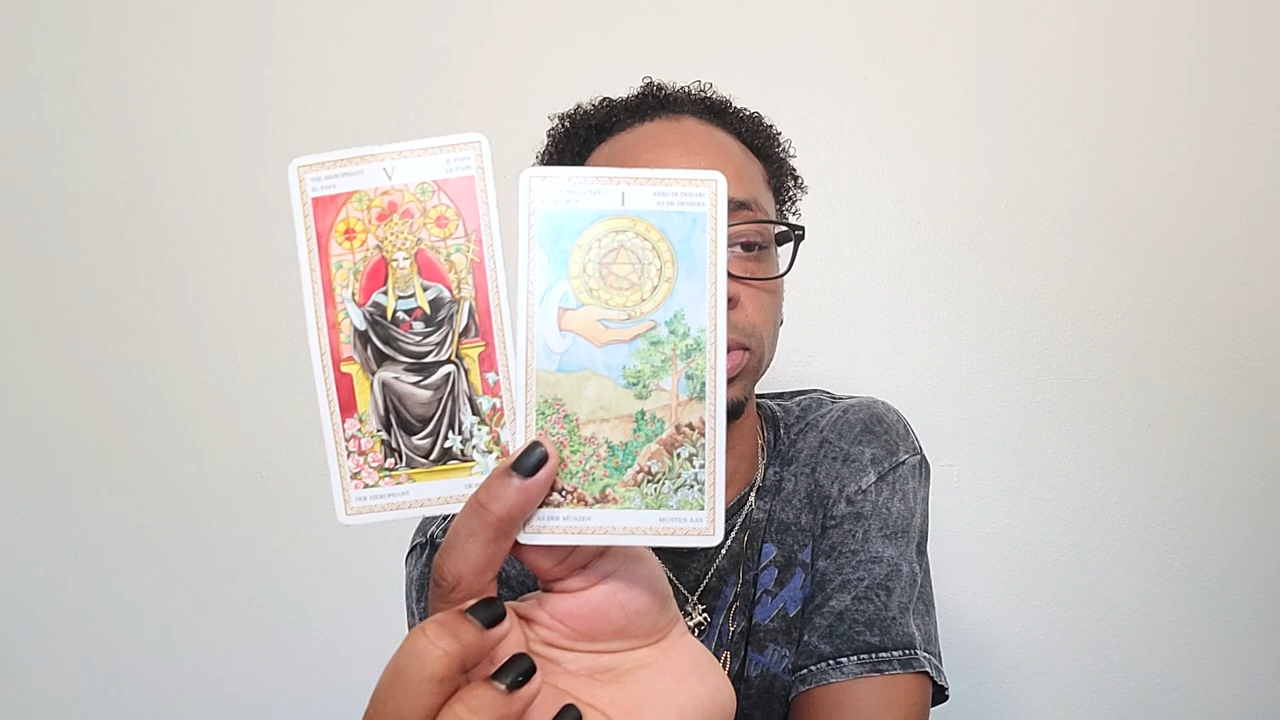 THE HIEROPHANT
IL PAPA
V
IL PAPA
LE PAPE
DER HIEROPHANT
DE
I
ASSO DI DENARI
AS DE DENIERS
AS DER MÜNZEN
MUNTEN AAS